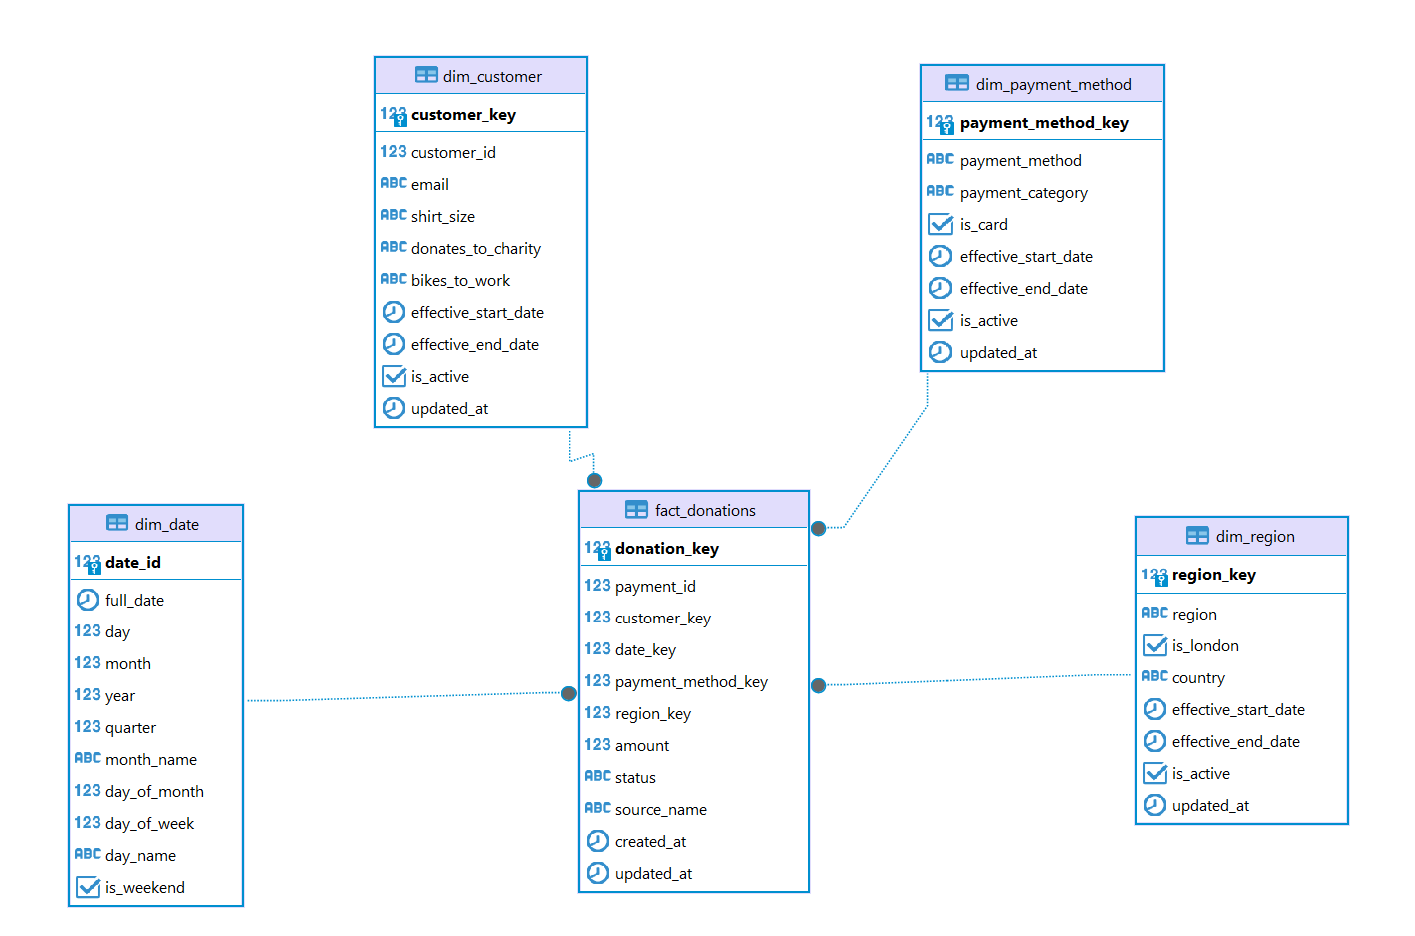 dim_customer
123 customer_key
123 customer_id
ABC email
ABC shirt_size
ABC donates_to_charity
ABC bikes_to_work
effective_start_date
effective_end_date
is_active
updated_at
dim_payment_method
123 payment_method_key
ABC payment_method
ABC payment_category
is_card
effective_start_date
effective_end_date
is_active
updated_at
dim_date
123 date_id
full_date
123 day
123 month
123 year
123 quarter
ABC month_name
123 day_of_month
123 day_of_week
ABC day_name
is_weekend
fact_donations
123 donation_key
123 payment_id
123 customer_key
123 date_key
123 payment_method_key
123 region_key
123 amount
ABC status
ABC source_name
created_at
updated_at
dim_region
123 region_key
ABC region
is_london
ABC country
effective_start_date
effective_end_date
is_active
updated_at